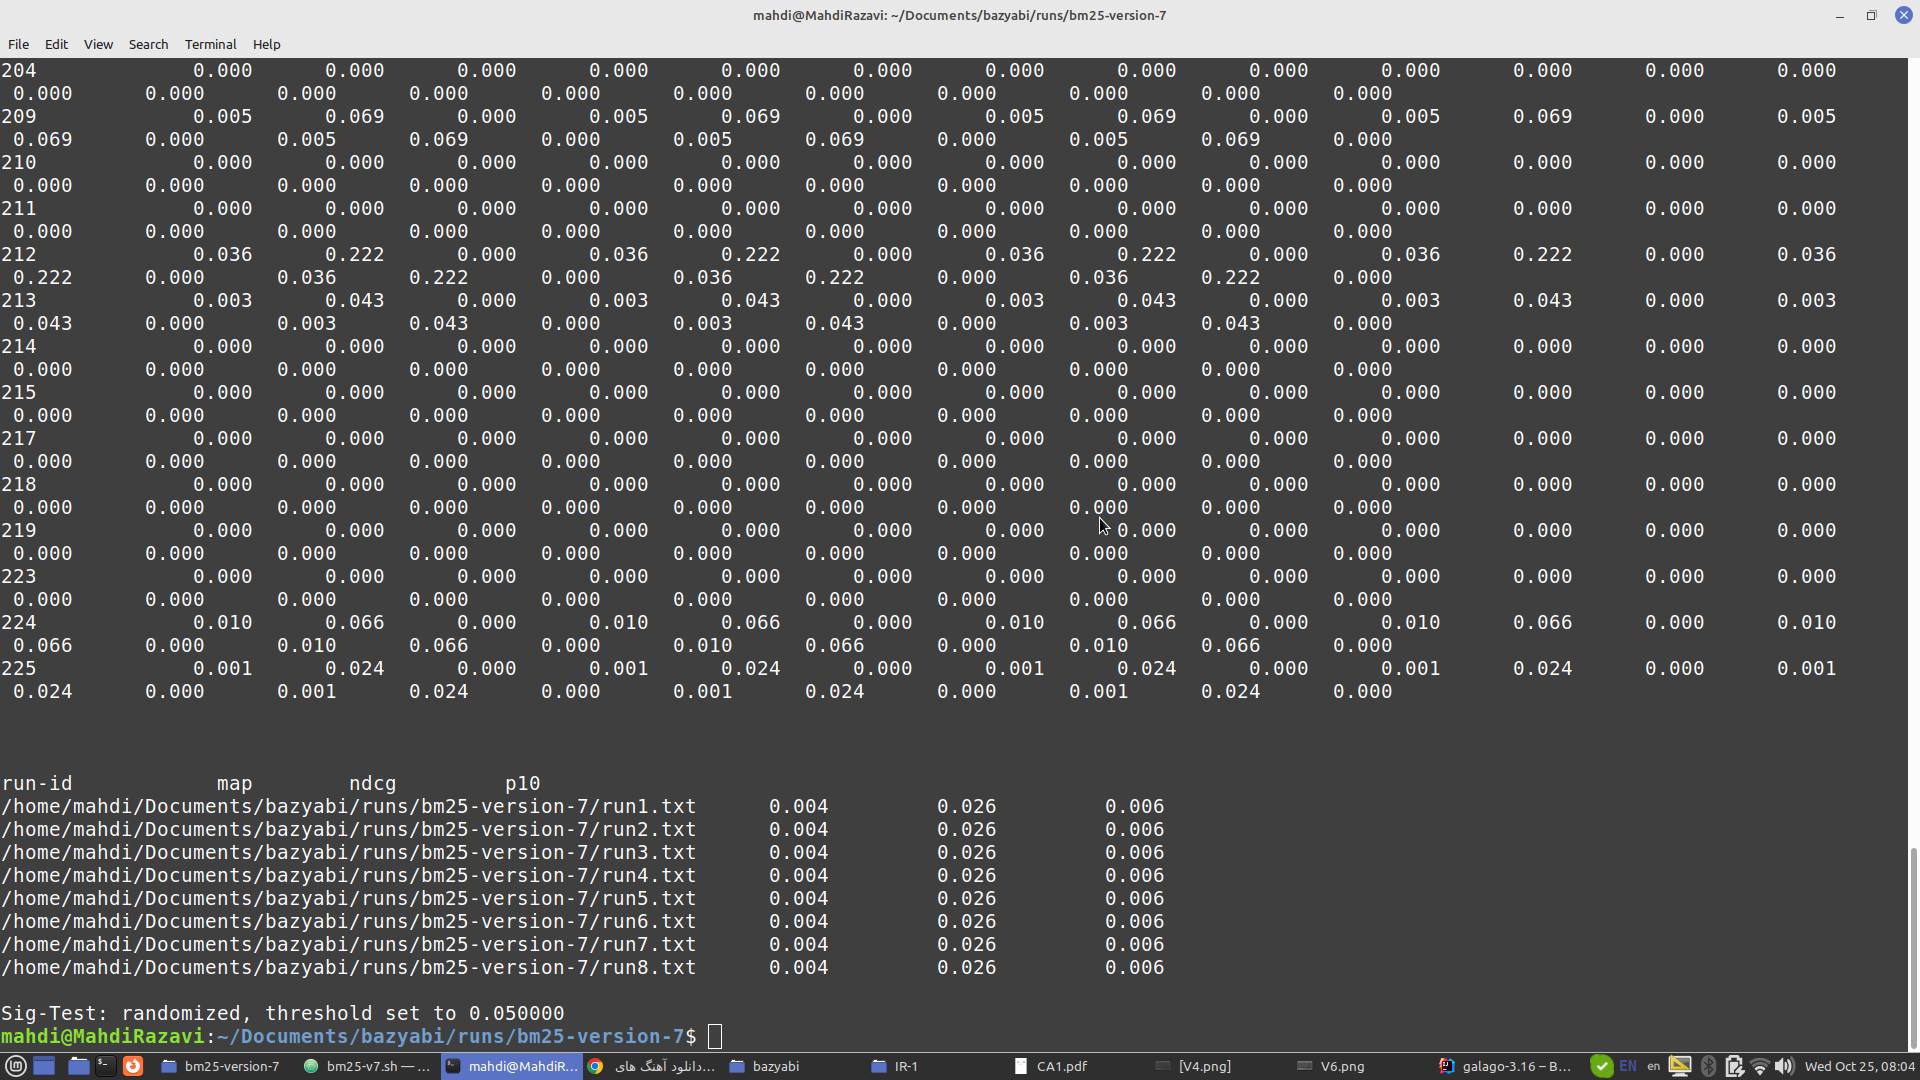 mahdi@MahdiRazavi: ~/Documents/bazyabi/runs/bm25-version-7
File Edit View Search Terminal Help
204 0.000 0.000 0.000 0.000 0.000 0.000 0.000 0.000 0.000 0.000 0.000 0.000 0.000
0.000 0.000 0.000 0.000 0.000 0.000 0.000 0.000 0.000 0.000 0.000
209 0.005 0.069 0.000 0.005 0.069 0.000 0.005 0.069 0.000 0.005 0.069 0.000 0.005
0.069 0.000 0.005 0.069 0.000 0.005 0.069 0.000 0.005 0.069 0.000
210 0.000 0.000 0.000 0.000 0.000 0.000 0.000 0.000 0.000 0.000 0.000 0.000 0.000
0.000 0.000 0.000 0.000 0.000 0.000 0.000 0.000 0.000 0.000 0.000
211 0.000 0.000 0.000 0.000 0.000 0.000 0.000 0.000 0.000 0.000 0.000 0.000 0.000
0.000 0.000 0.000 0.000 0.000 0.000 0.000 0.000 0.000 0.000 0.000
212 0.036 0.222 0.000 0.036 0.222 0.000 0.036 0.222 0.000 0.036 0.222 0.000 0.036
0.222 0.000 0.036 0.222 0.000 0.036 0.222 0.000 0.036 0.222 0.000
213 0.003 0.043 0.000 0.003 0.043 0.000 0.003 0.043 0.000 0.003 0.043 0.000 0.003
0.043 0.000 0.003 0.043 0.000 0.003 0.043 0.000 0.003 0.043 0.000
214 0.000 0.000 0.000 0.000 0.000 0.000 0.000 0.000 0.000 0.000 0.000 0.000 0.000
0.000 0.000 0.000 0.000 0.000 0.000 0.000 0.000 0.000 0.000 0.000
215 0.000 0.000 0.000 0.000 0.000 0.000 0.000 0.000 0.000 0.000 0.000 0.000 0.000
0.000 0.000 0.000 0.000 0.000 0.000 0.000 0.000 0.000 0.000 0.000
217 0.000 0.000 0.000 0.000 0.000 0.000 0.000 0.000 0.000 0.000 0.000 0.000 0.000
0.000 0.000 0.000 0.000 0.000 0.000 0.000 0.000 0.000 0.000 0.000
218 0.000 0.000 0.000 0.000 0.000 0.000 0.000 0.000 0.000 0.000 0.000 0.000 0.000
0.000 0.000 0.000 0.000 0.000 0.000 0.000 0.000 0.000 0.000 0.000
219 0.000 0.000 0.000 0.000 0.000 0.000 0.000 0.000 0.000 0.000 0.000 0.000 0.000
0.000 0.000 0.000 0.000 0.000 0.000 0.000 0.000 0.000 0.000 0.000
223 0.000 0.000 0.000 0.000 0.000 0.000 0.000 0.000 0.000 0.000 0.000 0.000 0.000
0.000 0.000 0.000 0.000 0.000 0.000 0.000 0.000 0.000 0.000 0.000
224 0.010 0.066 0.000 0.010 0.066 0.000 0.010 0.066 0.000 0.010 0.066 0.000 0.010
0.066 0.000 0.010 0.066 0.000 0.010 0.066 0.000 0.010 0.066 0.000
225 0.001 0.024 0.000 0.001 0.024 0.000 0.001 0.024 0.000 0.001 0.024 0.000 0.001
0.024 0.000 0.001 0.024 0.000 0.001 0.024 0.000 0.001 0.024 0.000
run-id map ndcg p10
/home/mahdi/Documents/bazyabi/runs/bm25-version-7/run1.txt 0.004 0.026 0.006
/home/mahdi/Documents/bazyabi/runs/bm25-version-7/run2.txt 0.004 0.026 0.006
/home/mahdi/Documents/bazyabi/runs/bm25-version-7/run3.txt 0.004 0.026 0.006
/home/mahdi/Documents/bazyabi/runs/bm25-version-7/run4.txt 0.004 0.026 0.006
/home/mahdi/Documents/bazyabi/runs/bm25-version-7/run5.txt 0.004 0.026 0.006
/home/mahdi/Documents/bazyabi/runs/bm25-version-7/run6.txt 0.004 0.026 0.006
/home/mahdi/Documents/bazyabi/runs/bm25-version-7/run7.txt 0.004 0.026 0.006
/home/mahdi/Documents/bazyabi/runs/bm25-version-7/run8.txt 0.004 0.026 0.006
Sig-Test: randomized, threshold set to 0.050000
mahdi@MahdiRazavi:~/Documents/bazyabi/runs/bm25-version-7$
bm25-version-7 bm25-v7.sh — ... mahdi@MahdiR... دانلود آهنگ های... bazyabi IR-1 CA1.pdf [V4.png] V6.png galago-3.16 – B... EN en Wed Oct 25, 08:04